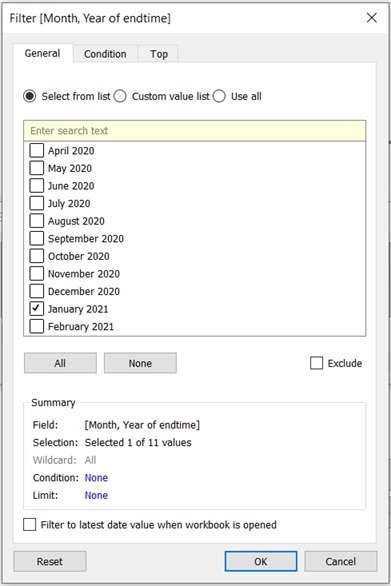 Filter [Month, Year of endtime]
General Condition Top
Select from list Custom value list Use all
Enter search text
April 2020
May 2020
June 2020
July 2020
August 2020
September 2020
October 2020
November 2020
December 2020
January 2021
February 2021
All None Exclude
Summary
Field: [Month, Year of endtime]
Selection: Selected 1 of 11 values
Wildcard: All
Condition: None
Limit: None
Filter to latest date value when workbook is opened
Reset OK Cancel